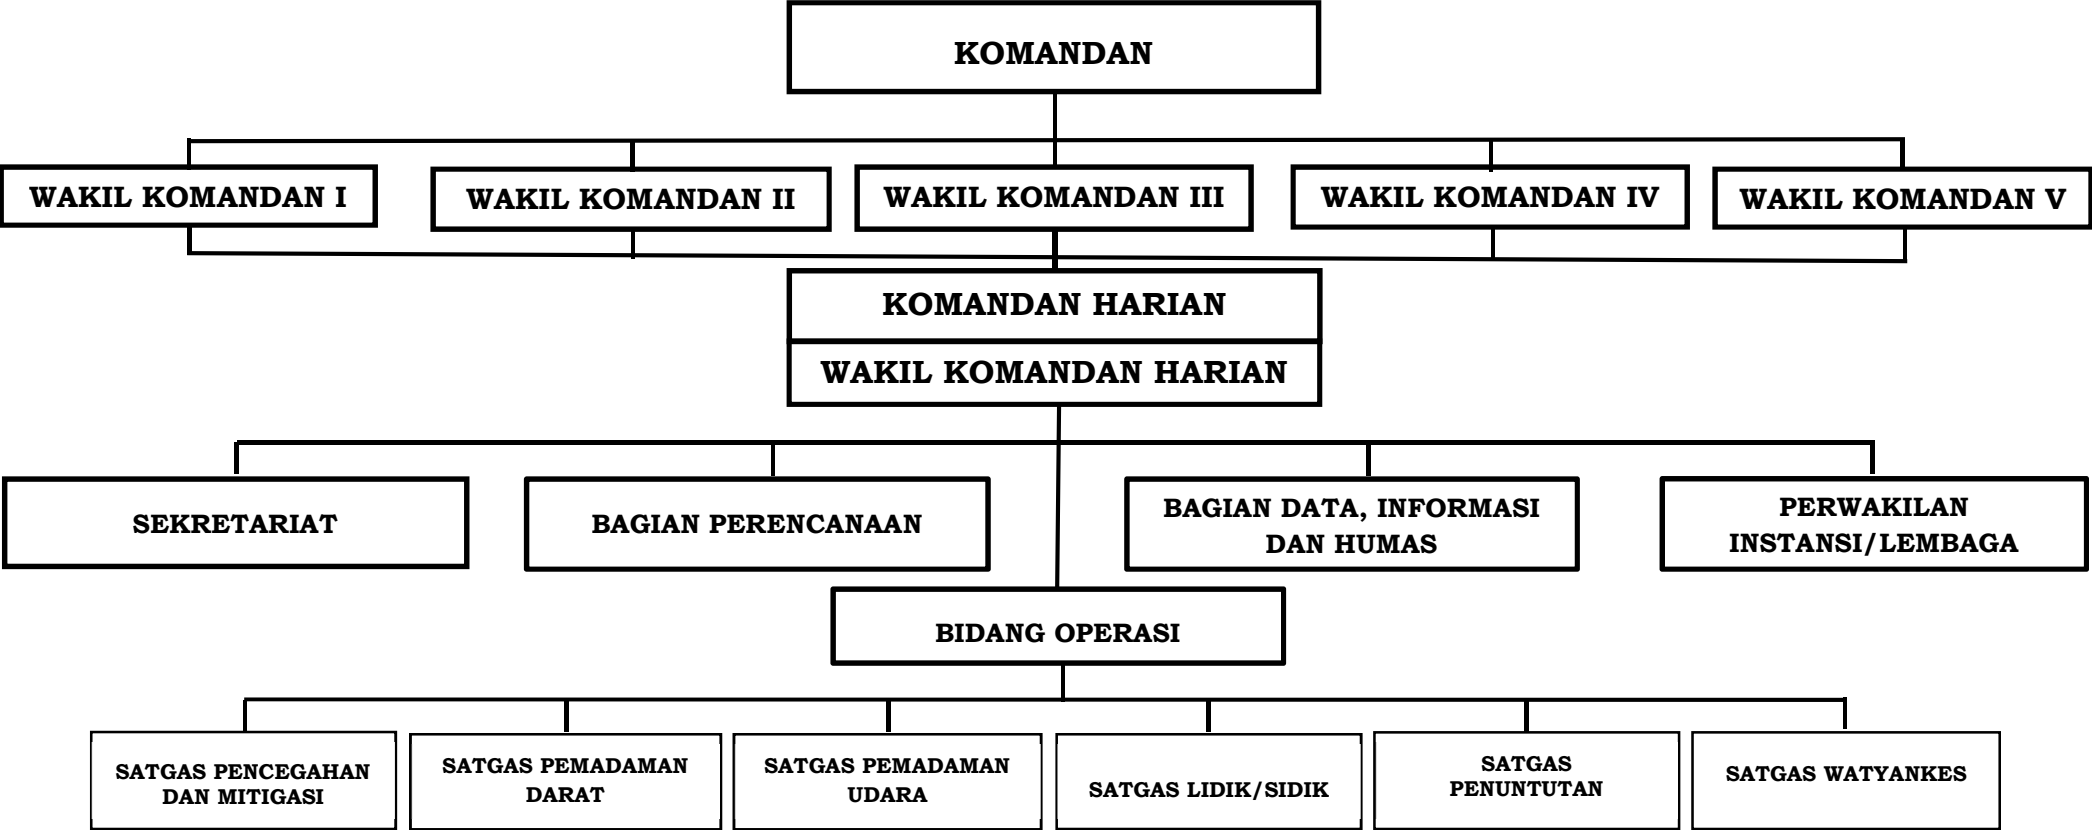 KOMANDAN
WAKIL KOMANDAN I
WAKIL KOMANDAN II
WAKIL KOMANDAN III
WAKIL KOMANDAN IV
WAKIL KOMANDAN V
KOMANDAN HARIAN
WAKIL KOMANDAN HARIAN
SEKRETARIAT
BAGIAN PERENCANAAN
BAGIAN DATA, INFORMASI
DAN HUMAS
PERWAKILAN
INSTANSI/LEMBAGA
BIDANG OPERASI
SATGAS PENCEGAHAN
DAN MITIGASI
SATGAS PEMADAMAN
DARAT
SATGAS PEMADAMAN
UDARA
SATGAS LIDIK/SIDIK
SATGAS
PENUNTUTAN
SATGAS WATYANKES